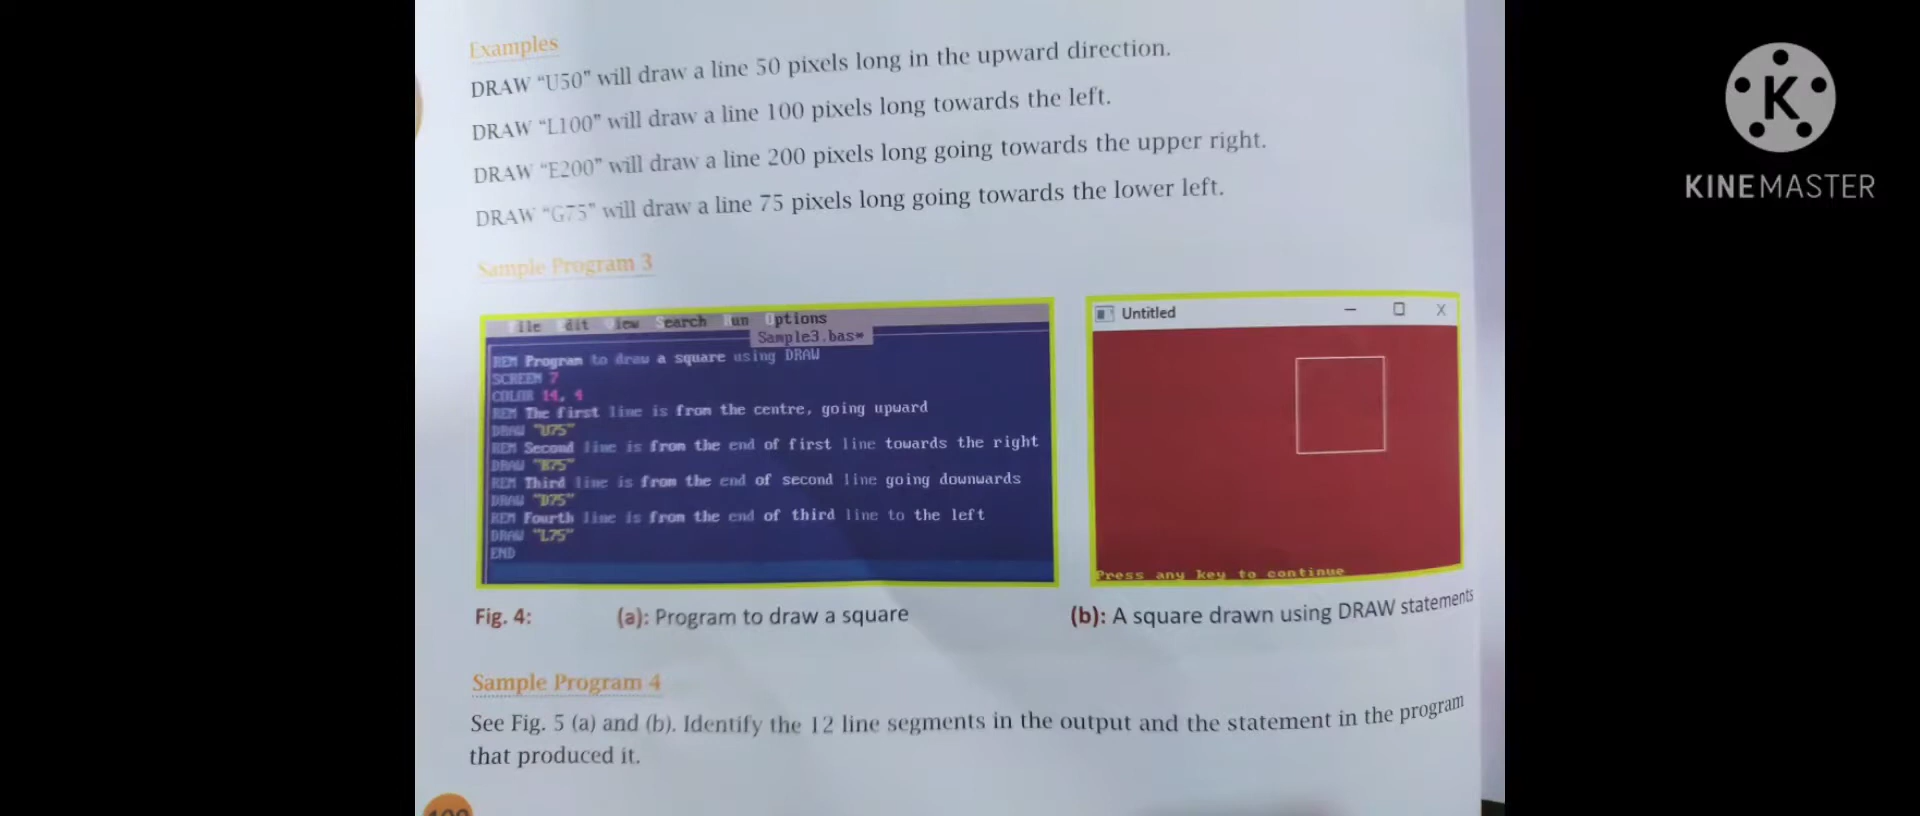 Examples
DRAW “U50” will draw a line 50 pixels long in the upward direction.
DRAW “L100” will draw a line 100 pixels long towards the left.
DRAW “E200” will draw a line 200 pixels long going towards the upper right.
DRAW “G75” will draw a line 75 pixels long going towards the lower left.
K
KINEMASTER
Sample Program 3
File Edit View Search Run Options
Sample3.bas*
REM Program to draw a square using DRAW
SCREEN 7
COLOR 14, 4
REM The first line is from the centre, going upward
DRAW "U75"
REM Second line is from the end of first line towards the right
DRAW "R75"
REM Third line is from the end of second line going downwards
DRAW "D75"
REM Fourth line is from the end of third line to the left
DRAW "L75"
END
Untitled
Press any key to continue
Fig. 4: (a): Program to draw a square
(b): A square drawn using DRAW statements
Sample Program 4
See Fig. 5 (a) and (b). Identify the 12 line segments in the output and the statement in the program
that produced it.